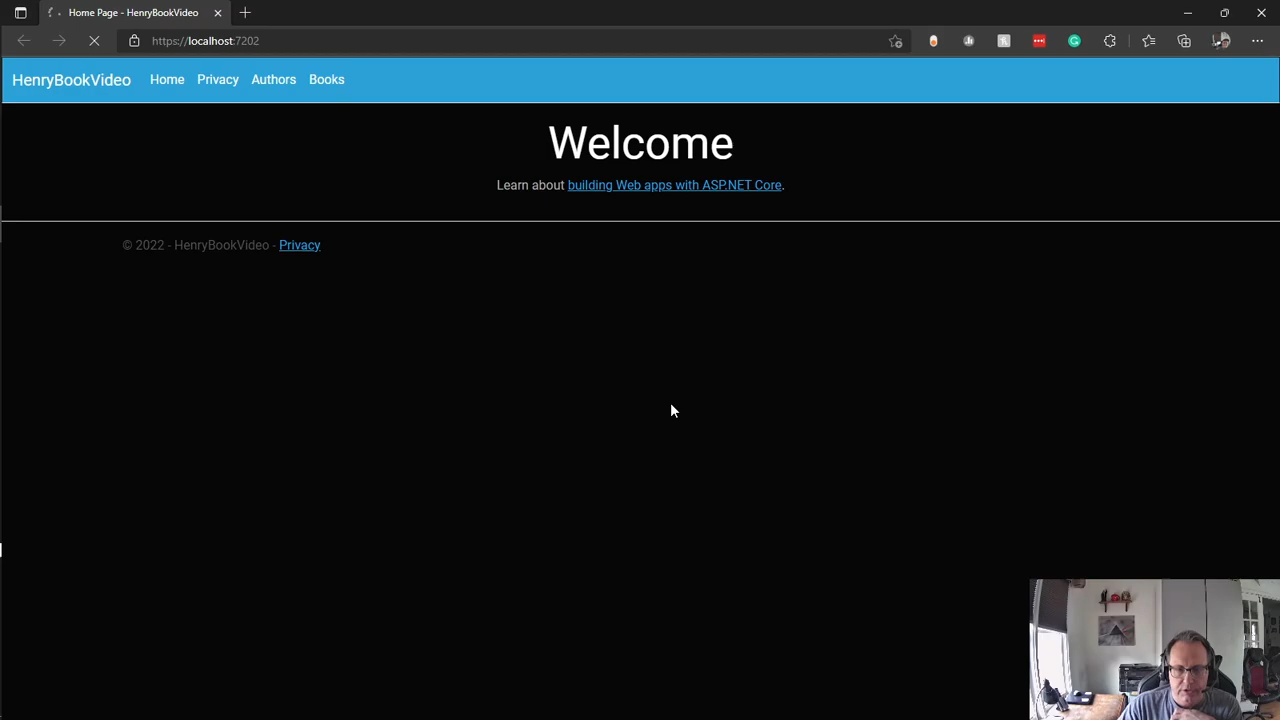 Home Page - HenryBookVideo
https://localhost:7202
HenryBookVideo Home Privacy Authors Books
Welcome
Learn about building Web apps with ASP.NET Core.
© 2022 - HenryBookVideo - Privacy